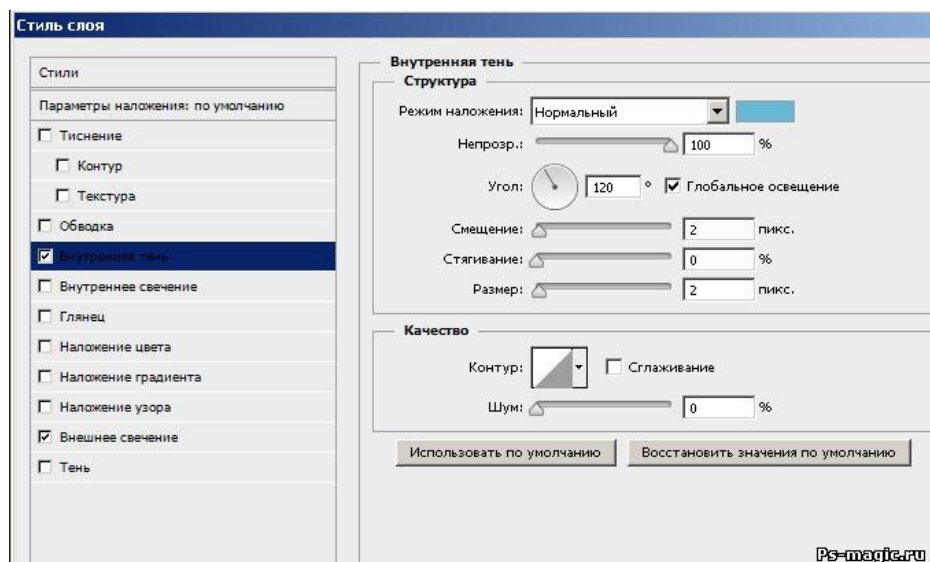 Стиль слоя
Стили
Параметры наложения: по умолчанию
Тиснение
Контур
Текстура
Обводка
Внутренняя тень
Внутреннее свечение
Глянец
Наложение цвета
Наложение градиента
Наложение узора
Внешнее свечение
Тень
Внутренняя тень
Структура
Режим наложения: Нормальный
Непрозр.: 100 %
Угол: 120 ° Глобальное освещение
Смещение: 2 пикс.
Стягивание: 0 %
Размер: 2 пикс.
Качество
Контур: Сглаживание
Шум: 0 %
Использовать по умолчанию Восстановить значения по умолчанию
Ps-magic.ru